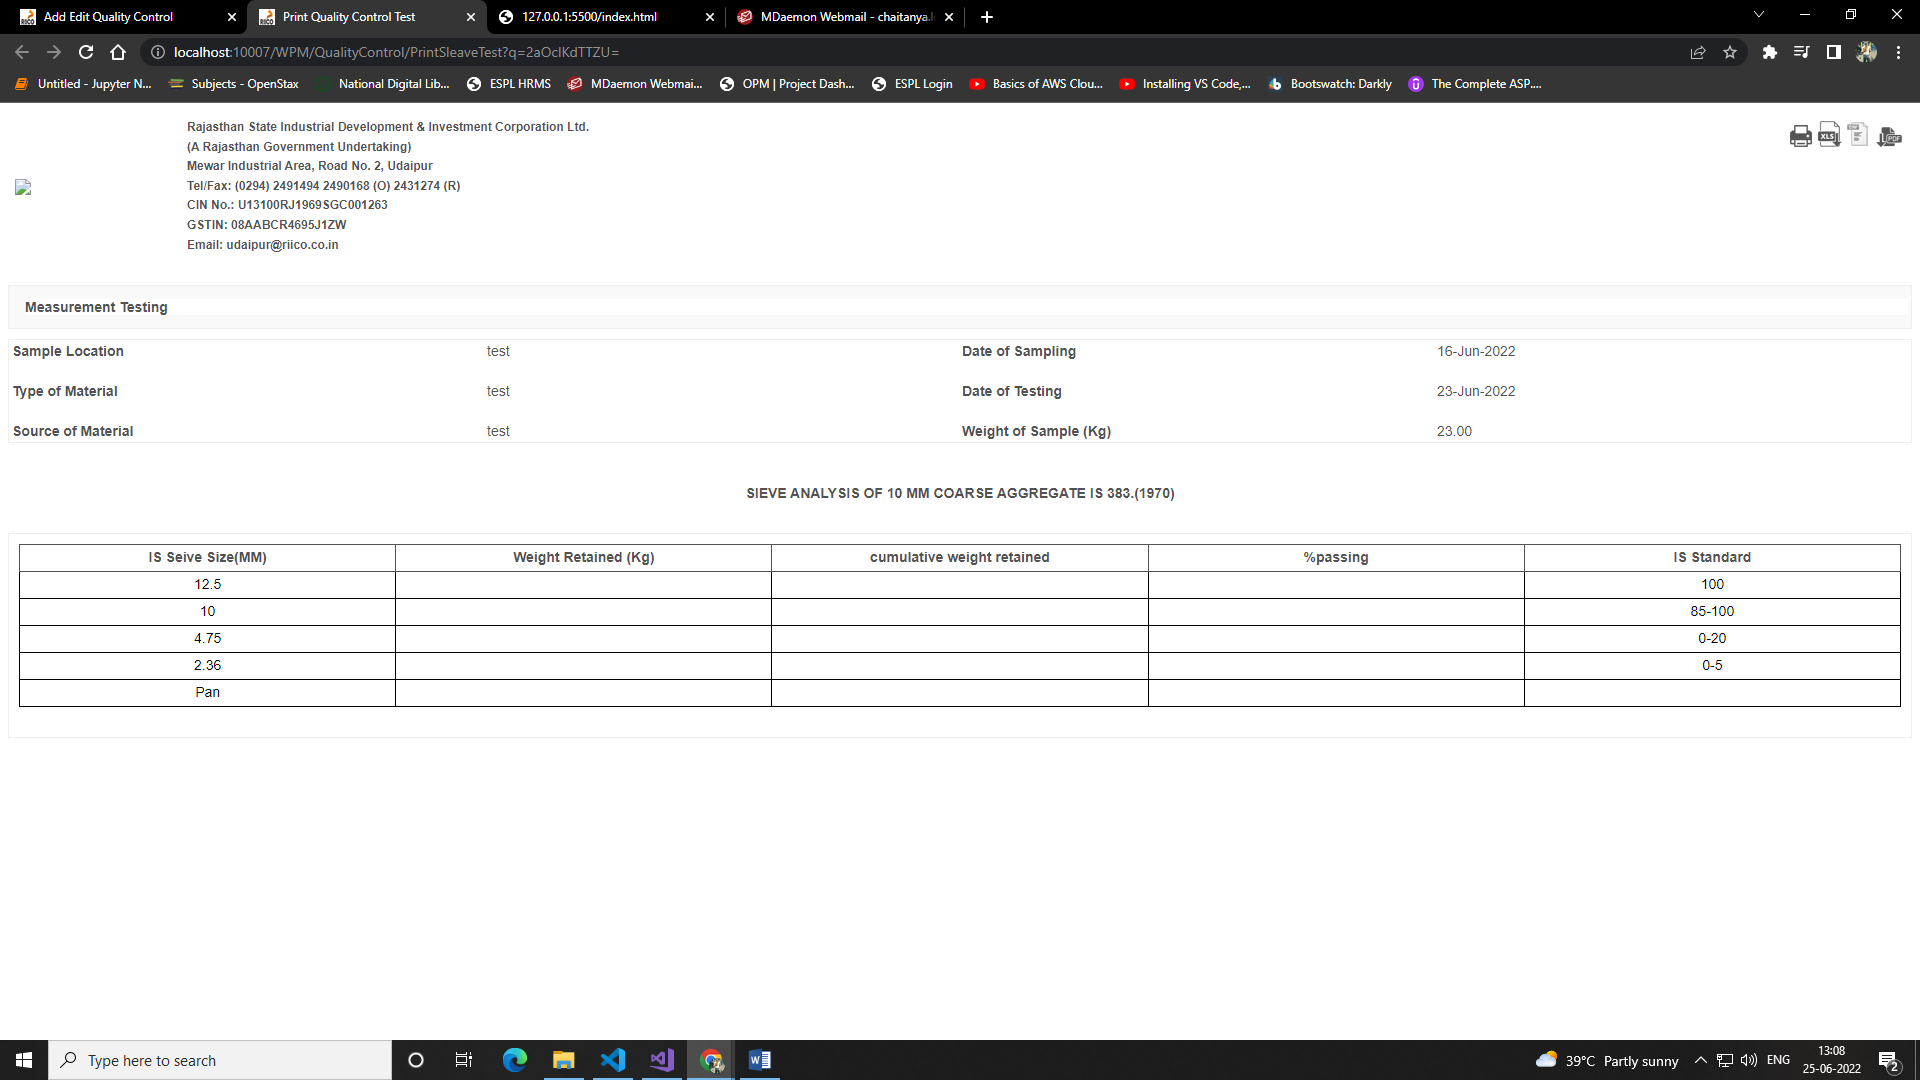 Add Edit Quality Control
Print Quality Control Test
127.0.0.1:5500/index.html
MDaemon Webmail - chaitanya.l
localhost:10007/WPM/QualityControl/PrintSleaveTest?q=2aOclKdTTZU=
Untitled - Jupyter N...
Subjects - OpenStax
National Digital Lib...
ESPL HRMS
MDaemon Webmai...
OPM | Project Dash...
ESPL Login
Basics of AWS Clou...
Installing VS Code,...
Bootswatch: Darkly
The Complete ASP....
Rajasthan State Industrial Development & Investment Corporation Ltd.
(A Rajasthan Government Undertaking)
Mewar Industrial Area, Road No. 2, Udaipur
Tel/Fax: (0294) 2491494 2490168 (O) 2431274 (R)
CIN No.: U13100RJ1969SGC001263
GSTIN: 08AABCR4695J1ZW
Email: udaipur@riico.co.in
XLS
PDF
Measurement Testing
Sample Location test Date of Sampling 16-Jun-2022
Type of Material test Date of Testing 23-Jun-2022
Source of Material test Weight of Sample (Kg) 23.00
SIEVE ANALYSIS OF 10 MM COARSE AGGREGATE IS 383.(1970)
IS Seive Size(MM) Weight Retained (Kg) cumulative weight retained %passing IS Standard
12.5 100
10 85-100
4.75 0-20
2.36 0-5
Pan
Type here to search
39°C Partly sunny
ENG
13:08
25-06-2022
2